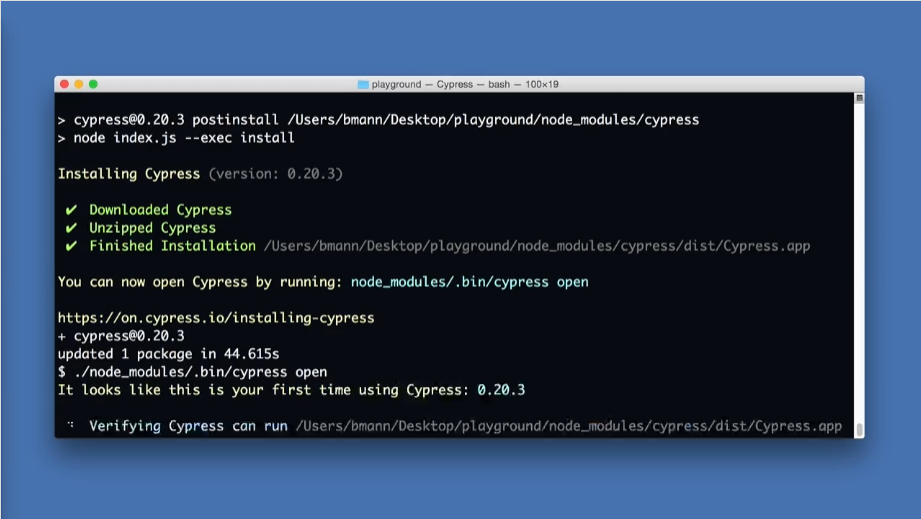 playground — Cypress — bash — 100×19
> cypress@0.20.3 postinstall /Users/bmann/Desktop/playground/node_modules/cypress
> node index.js --exec install
Installing Cypress (version: 0.20.3)
✔ Downloaded Cypress
✔ Unzipped Cypress
✔ Finished Installation /Users/bmann/Desktop/playground/node_modules/cypress/dist/Cypress.app
You can now open Cypress by running: node_modules/.bin/cypress open
https://on.cypress.io/installing-cypress
+ cypress@0.20.3
updated 1 package in 44.615s
$ ./node_modules/.bin/cypress open
It looks like this is your first time using Cypress: 0.20.3
Verifying Cypress can run /Users/bmann/Desktop/playground/node_modules/cypress/dist/Cypress.app